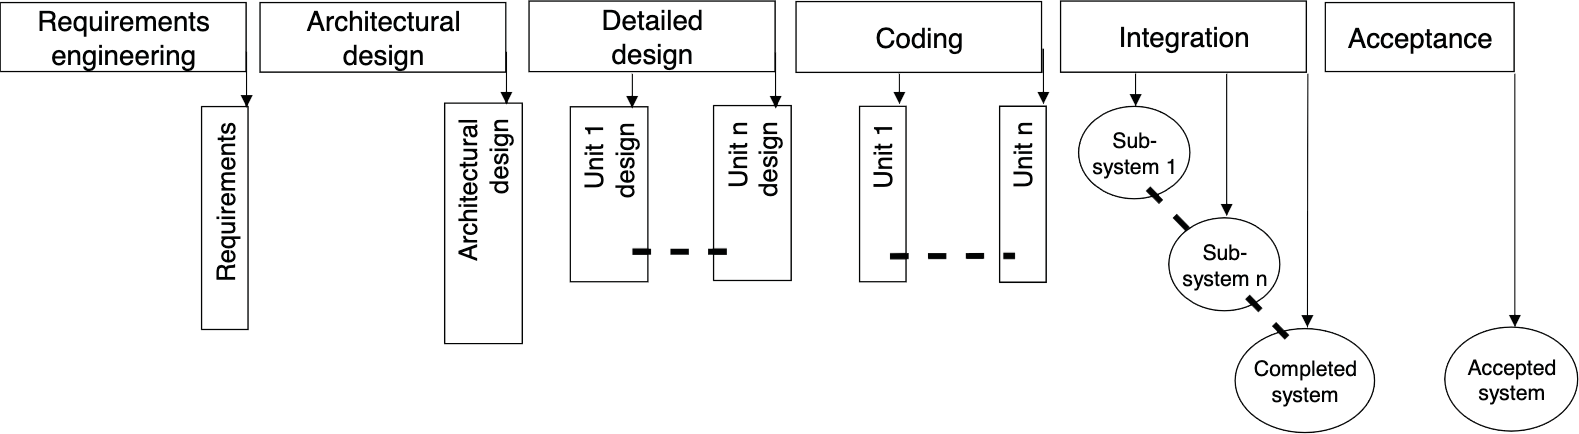 Requirements
engineering
Architectural
design
Detailed
design
Coding
Integration
Acceptance
Requirements
Architectural
design
Unit 1
design
Unit n
design
Unit 1
Unit n
Sub-
system 1
Sub-
system n
Completed
system
Accepted
system